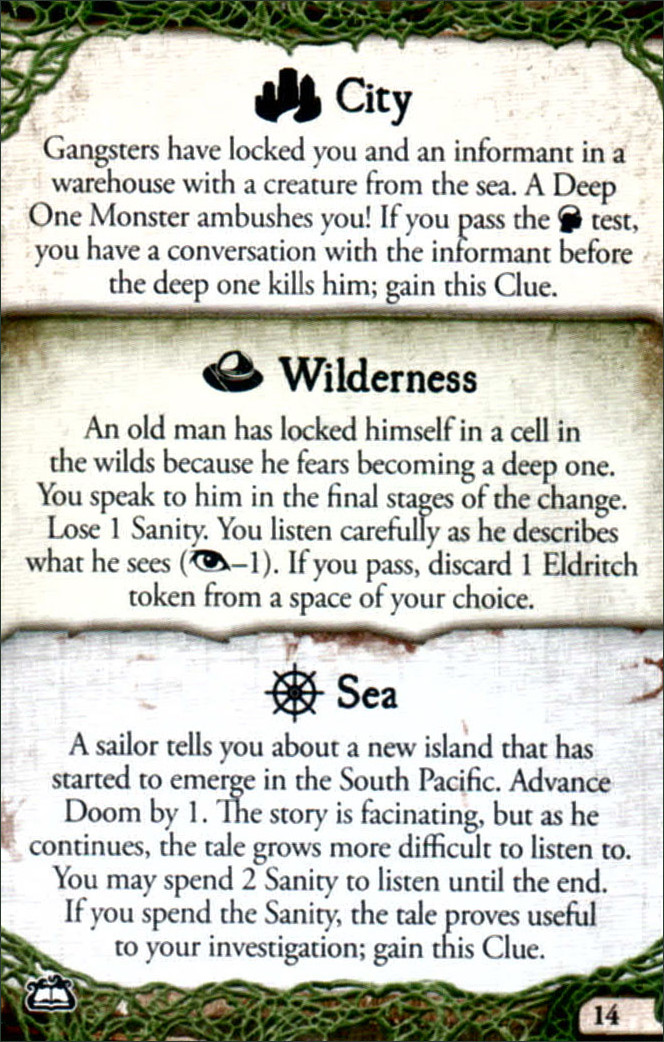 City
Gangsters have locked you and an informant in a
warehouse with a creature from the sea. A Deep
One Monster ambushes you! If you pass the test,
you have a conversation with the informant before
the deep one kills him; gain this Clue.
Wilderness
An old man has locked himself in a cell in
the wilds because he fears becoming a deep one.
You speak to him in the final stages of the change.
Lose 1 Sanity. You listen carefully as he describes
what he sees (–1). If you pass, discard 1 Eldritch
token from a space of your choice.
Sea
A sailor tells you about a new island that has
started to emerge in the South Pacific. Advance
Doom by 1. The story is facinating, but as he
continues, the tale grows more difficult to listen to.
You may spend 2 Sanity to listen until the end.
If you spend the Sanity, the tale proves useful
to your investigation; gain this Clue.
14